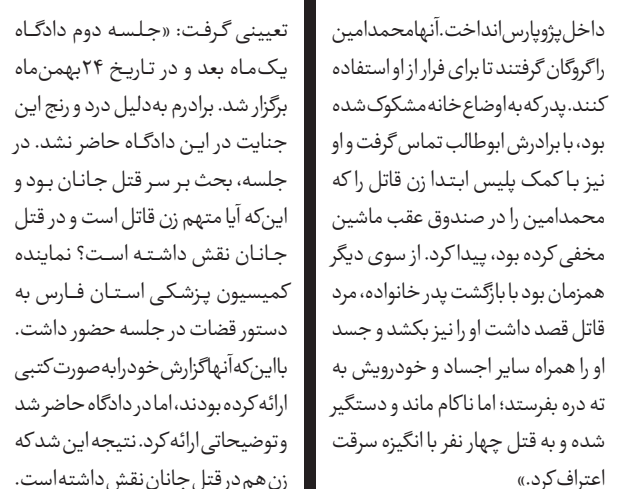 داخل پژوپارس انداخت. آنها محمدامین
را گروگان گرفتند تا برای فرار از او استفاده
کنند. پدر که به اوضاع خانه مشکوک شده
بود، با برادرش ابوطالب تماس گرفت و او
نیز با کمک پلیس ابتدا زن قاتل را که
محمدامین را در صندوق عقب ماشین
مخفی کرده بود، پیدا کرد. از سوی دیگر
همزمان بود با بازگشت پدر خانواده، مرد
قاتل قصد داشت او را نیز بکشد و جسد
او را همراه سایر اجساد و خودرویش به
ته دره بفرستد؛ اما ناکام ماند و دستگیر
شده و به قتل چهار نفر با انگیزه سرقت
اعتراف کرد.»
تعیینی گرفت: «جلسه دوم دادگاه
یک‌ماه بعد و در تاریخ ۲۴ بهمن‌ماه
برگزار شد. برادرم به‌دلیل درد و رنج این
جنایت در این دادگاه حاضر نشد. در
جلسه، بحث بر سر قتل جانان بود و
این‌که آیا متهم زن قاتل است و در قتل
جانان نقش داشته است؟ نماینده
کمیسیون پزشکی استان فارس به
دستور قضات در جلسه حضور داشت.
با این‌که آنها گزارش خود را به صورت کتبی
ارائه کرده بودند، اما در دادگاه حاضر شد
و توضیحاتی ارائه کرد. نتیجه این شد که
زن هم در قتل جانان نقش داشته است.